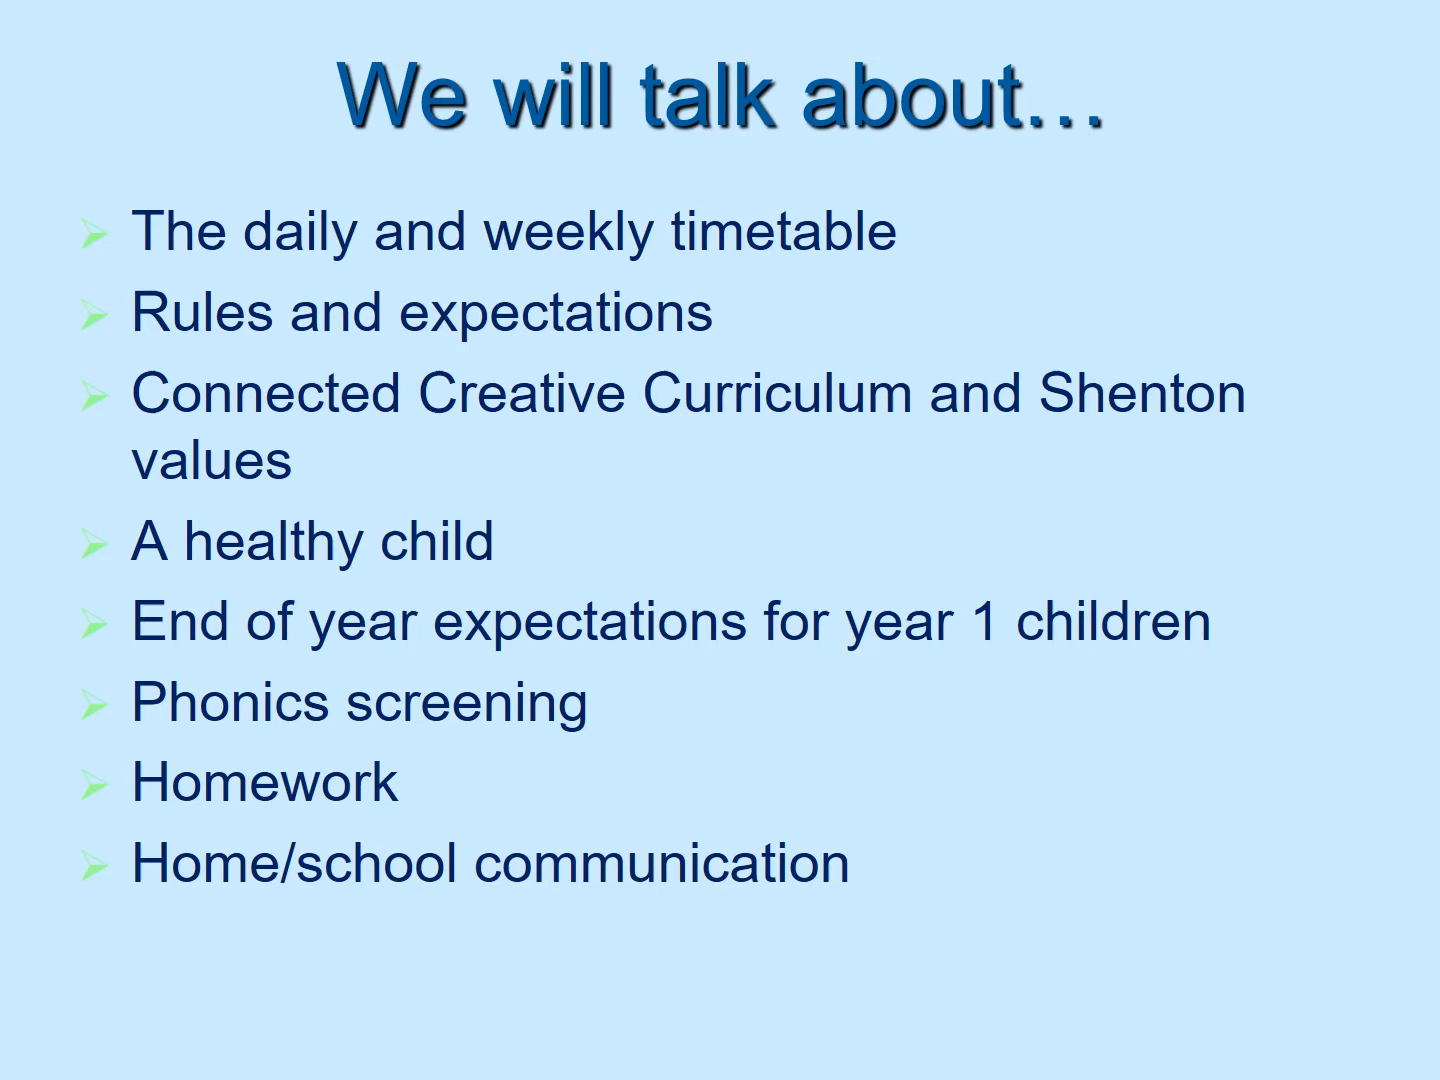 We will talk about…
The daily and weekly timetable
Rules and expectations
Connected Creative Curriculum and Shenton
values
A healthy child
End of year expectations for year 1 children
Phonics screening
Homework
Home/school communication